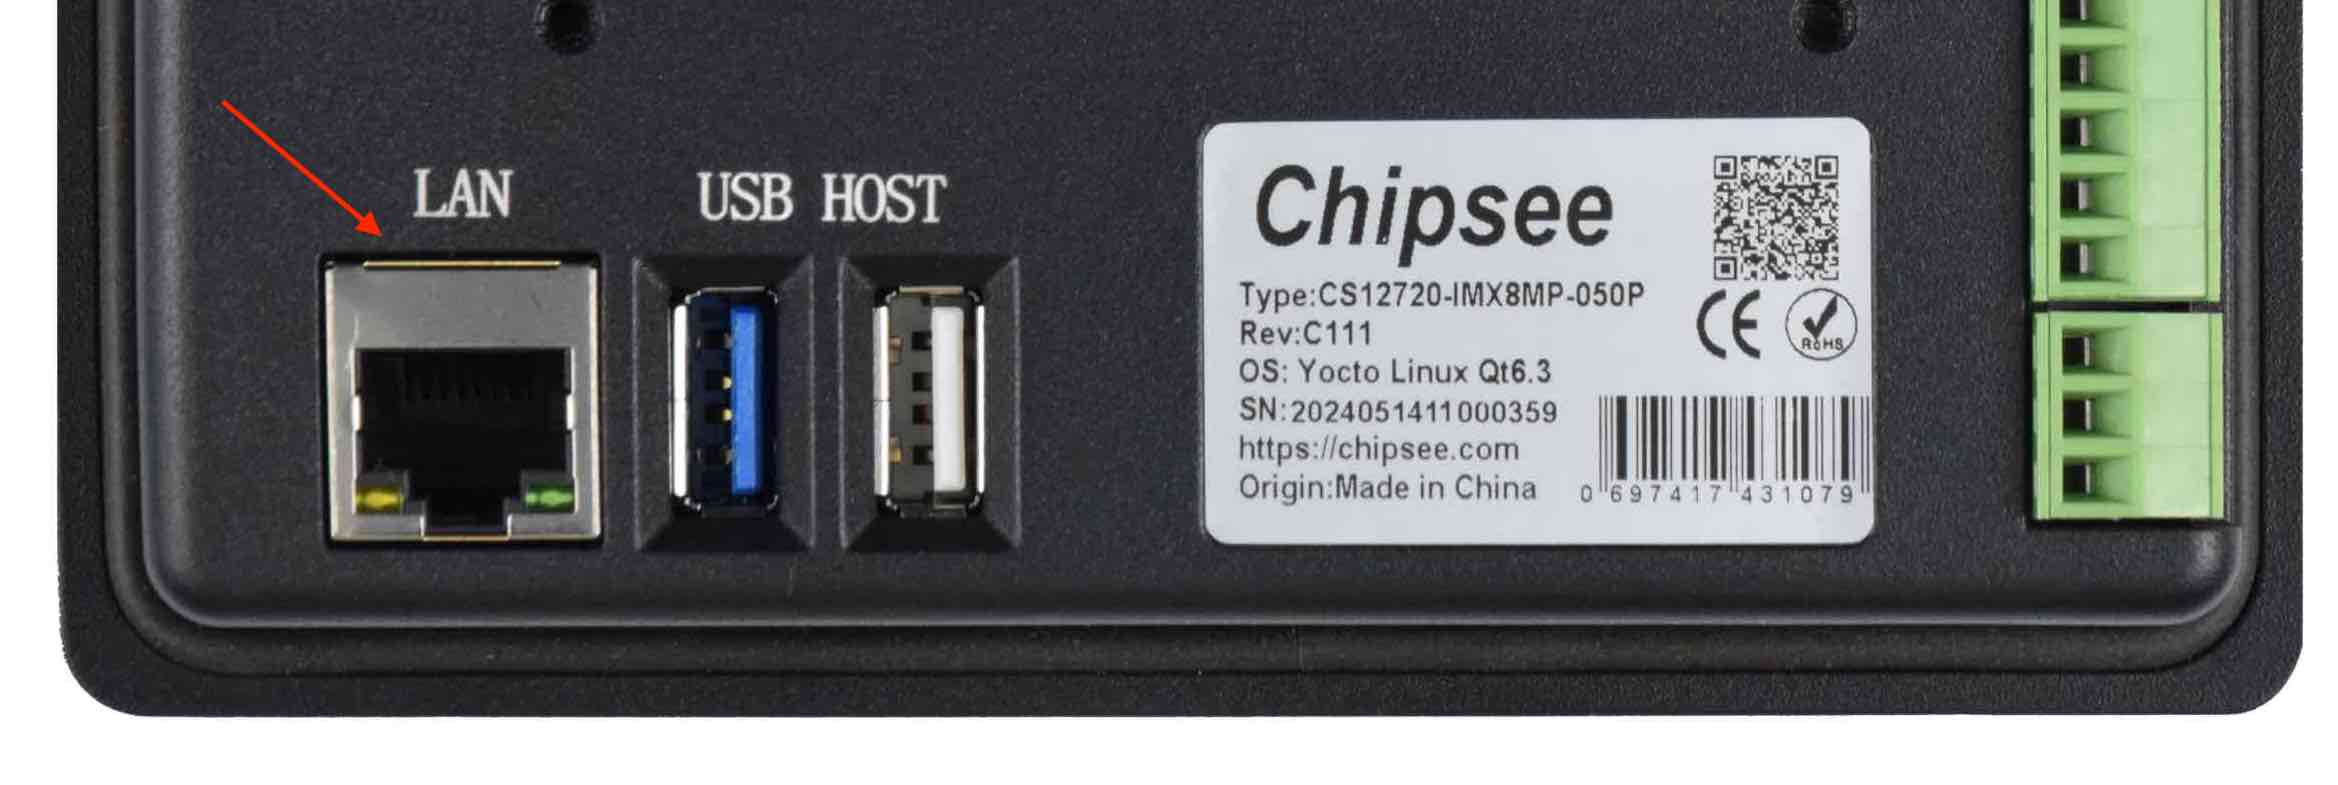 LAN
USB HOST
Chipsee
Type:CS12720-IMX8MP-050P
Rev:C111
OS: Yocto Linux Qt6.3
SN:2024051411000359
https://chipsee.com
Origin:Made in China
CE
RoHS
0 697417 431079